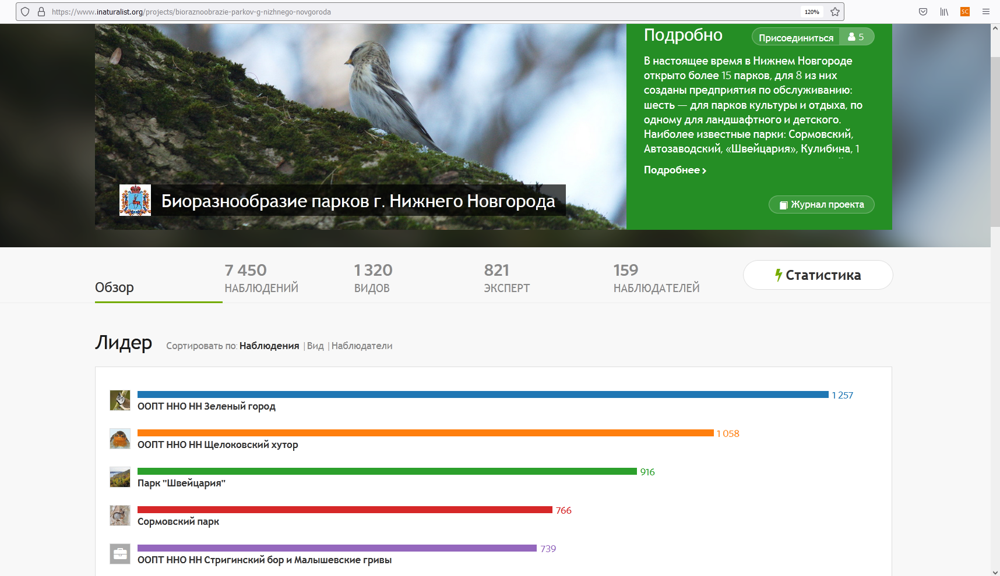 https://www.inaturalist.org/projects/bioraznoobrazie-parkov-g-nizhnego-novgoroda
120%
SC
Подробно
Присоединиться
5
В настоящее время в Нижнем Новгороде
открыто более 15 парков, для 8 из них
созданы предприятия по обслуживанию:
шесть — для парков культуры и отдыха, по
одному для ландшафтного и детского.
Наиболее известные парки: Сормовский,
Автозаводский, «Швейцария», Кулибина, 1
Подробнее
Журнал проекта
Биоразнообразие парков г. Нижнего Новгорода
Обзор
7 450
НАБЛЮДЕНИЙ
1 320
ВИДОВ
821
ЭКСПЕРТ
159
НАБЛЮДАТЕЛЕЙ
Статистика
Лидер
Сортировать по: Наблюдения | Вид | Наблюдатели
1 257
ООПТ ННО НН Зеленый город
1 058
ООПТ ННО НН Щелоковский хутор
916
Парк "Швейцария"
766
Сормовский парк
739
ООПТ ННО НН Стригинский бор и Малышевские гривы